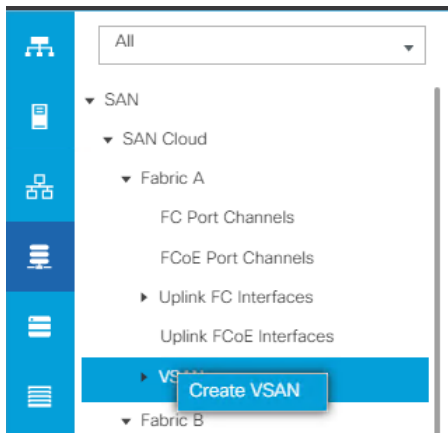 All
SAN
SAN Cloud
Fabric A
FC Port Channels
FCoE Port Channels
Uplink FC Interfaces
Uplink FCoE Interfaces
Create VSAN
Fabric B